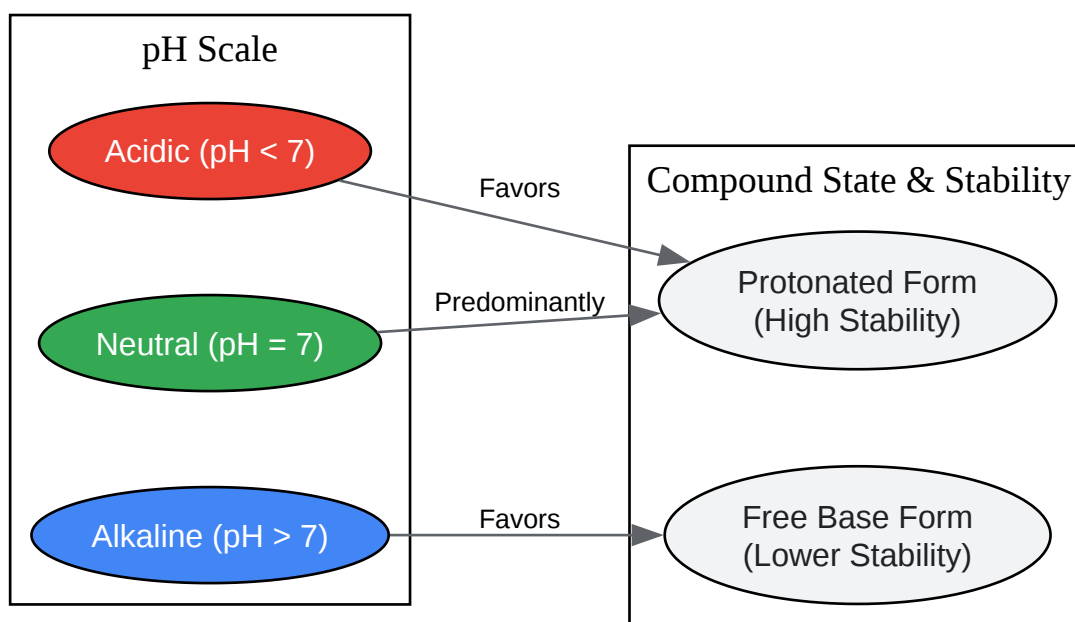 pH Scale
Acidic (pH < 7)
Neutral (pH = 7)
Alkaline (pH > 7)
Favors
Predominantly
Favors
Compound State & Stability
Protonated Form
(High Stability)
Free Base Form
(Lower Stability)